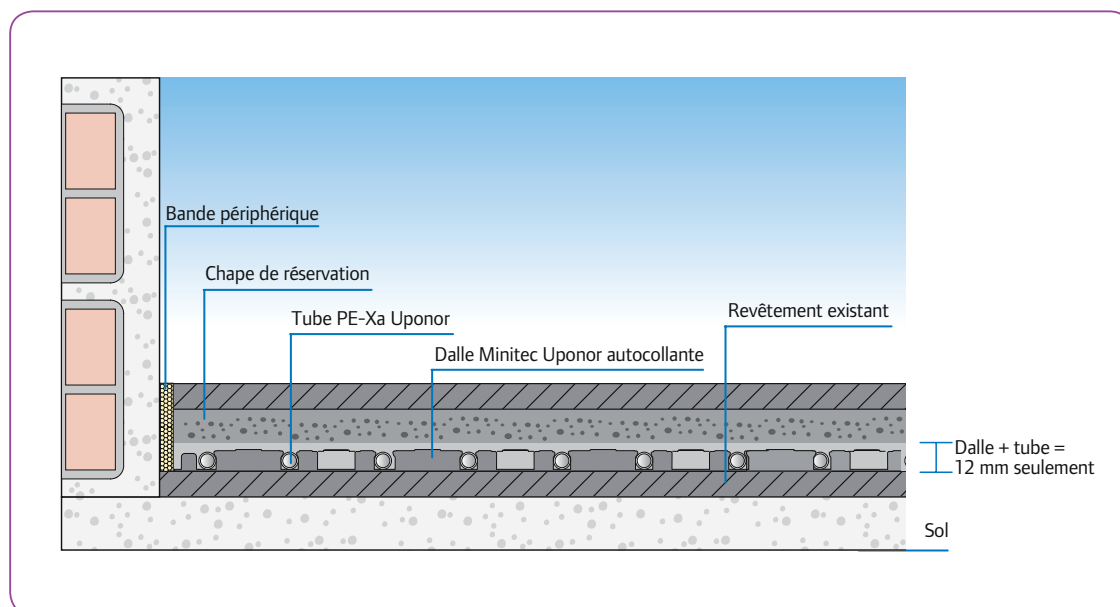 Bande périphérique
Chape de réservation
Tube PE-Xa Uponor
Revêtement existant
Dalle Minitec Uponor autocollante
Dalle + tube =
12 mm seulement
Sol